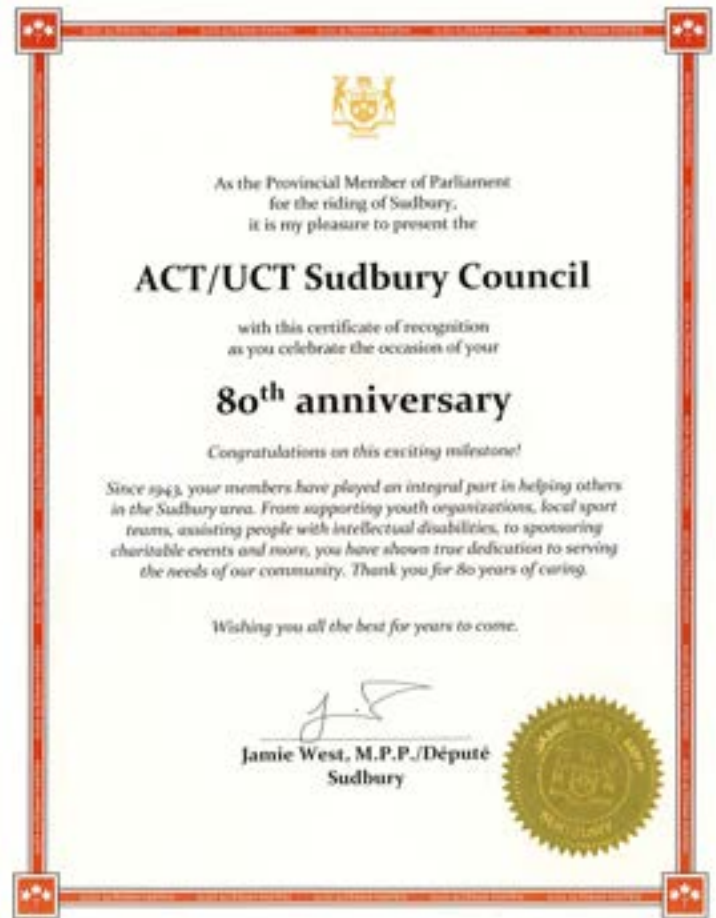 As the Provincial Member of Parliament
for the riding of Sudbury,
it is my pleasure to present the
ACT/UCT Sudbury Council
with this certificate of recognition
as you celebrate the occasion of your
80th anniversary
Congratulations on this exciting milestone!
Since 1943, your members have played an integral part in helping others
in the Sudbury area. From supporting youth organizations, local sport
teams, assisting people with intellectual disabilities, to sponsoring
charitable events and more, you have shown true dedication to serving
the needs of our community. Thank you for 80 years of caring.
Wishing you all the best for years to come.
Jamie West, M.P.P./Député
Sudbury
JAMIE WEST, MPP
SUDBURY